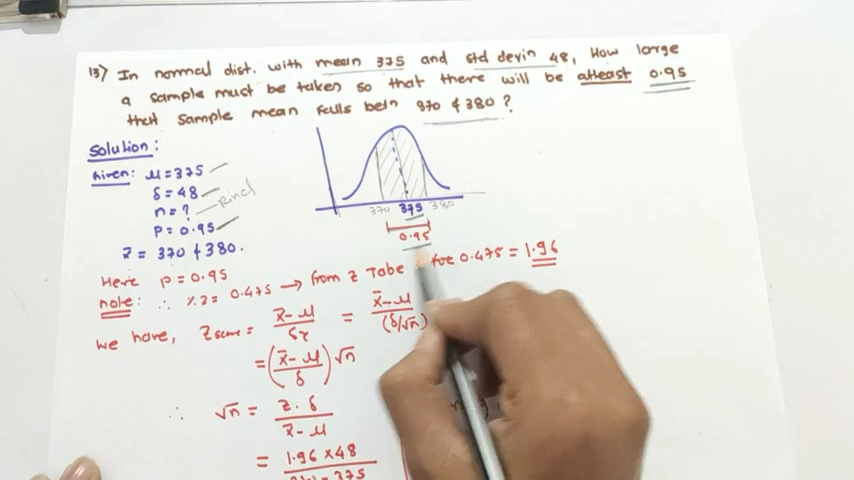 13) In normal dist. with mean 375 and std devin 48, How large
a sample must be taken so that there will be atleast 0.95
that sample mean falls betn 370 & 380 ?
Solution:
Given: μ = 375
δ = 48
n = ? Find
P = 0.95
x̄ = 370 & 380.
370 375 380
0.95
Here P = 0.95
note: ∴ ٪2 = 0.475 → from z Tabe for 0.475 = 1.96
we have, Zscore = x̄-μ / δx̄ = x̄-μ / (δ/√n)
= (x̄-μ / δ) √n
∴ √n = z·δ / x̄-μ
= 1.96 × 48